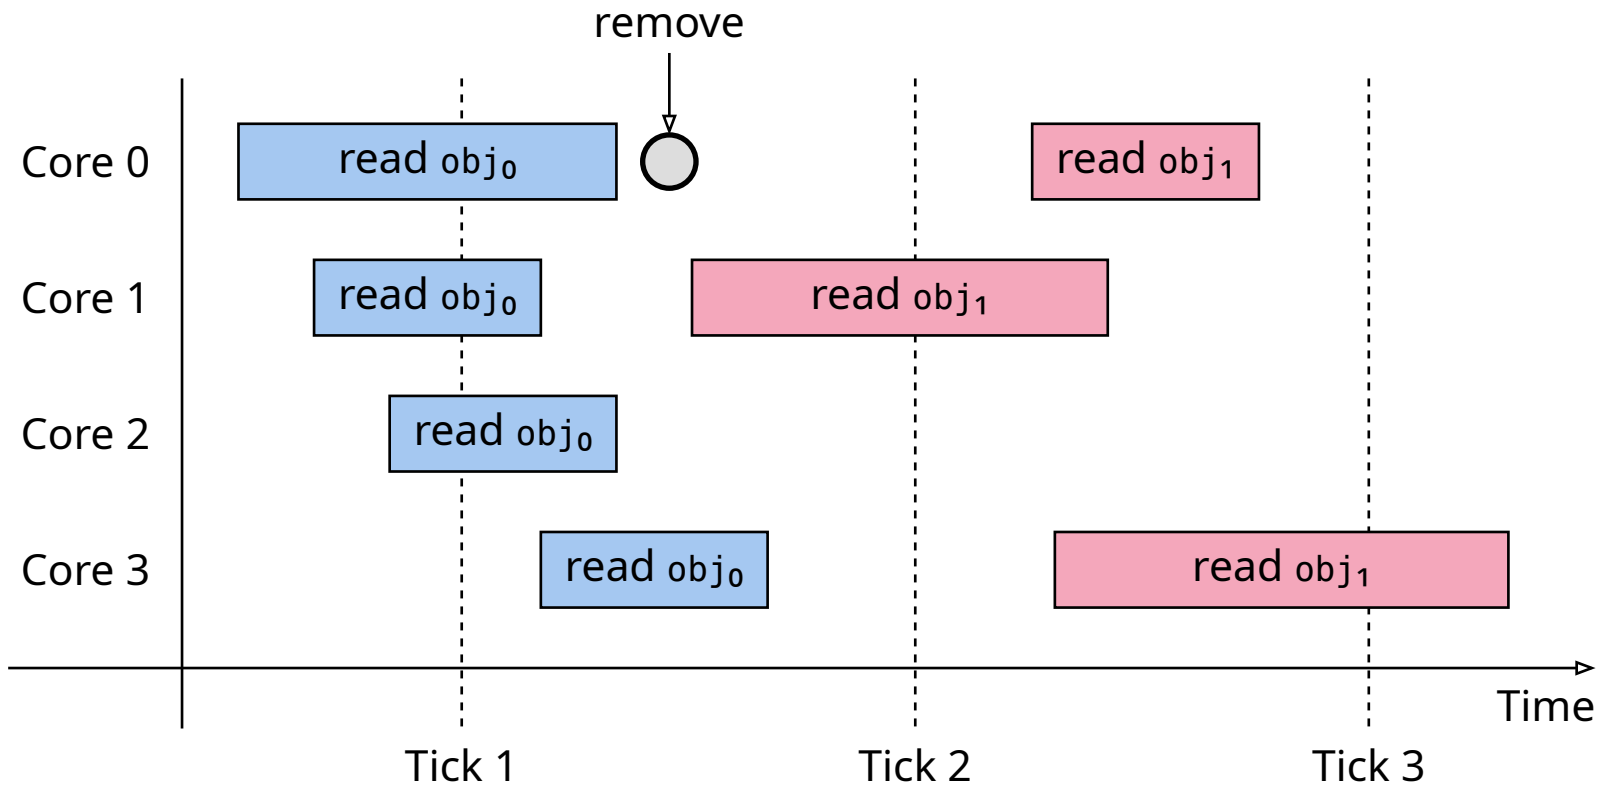 remove
Core 0 read obj₀ read obj₁
Core 1 read obj₀ read obj₁
Core 2 read obj₀
Core 3 read obj₀ read obj₁
Time
Tick 1 Tick 2 Tick 3